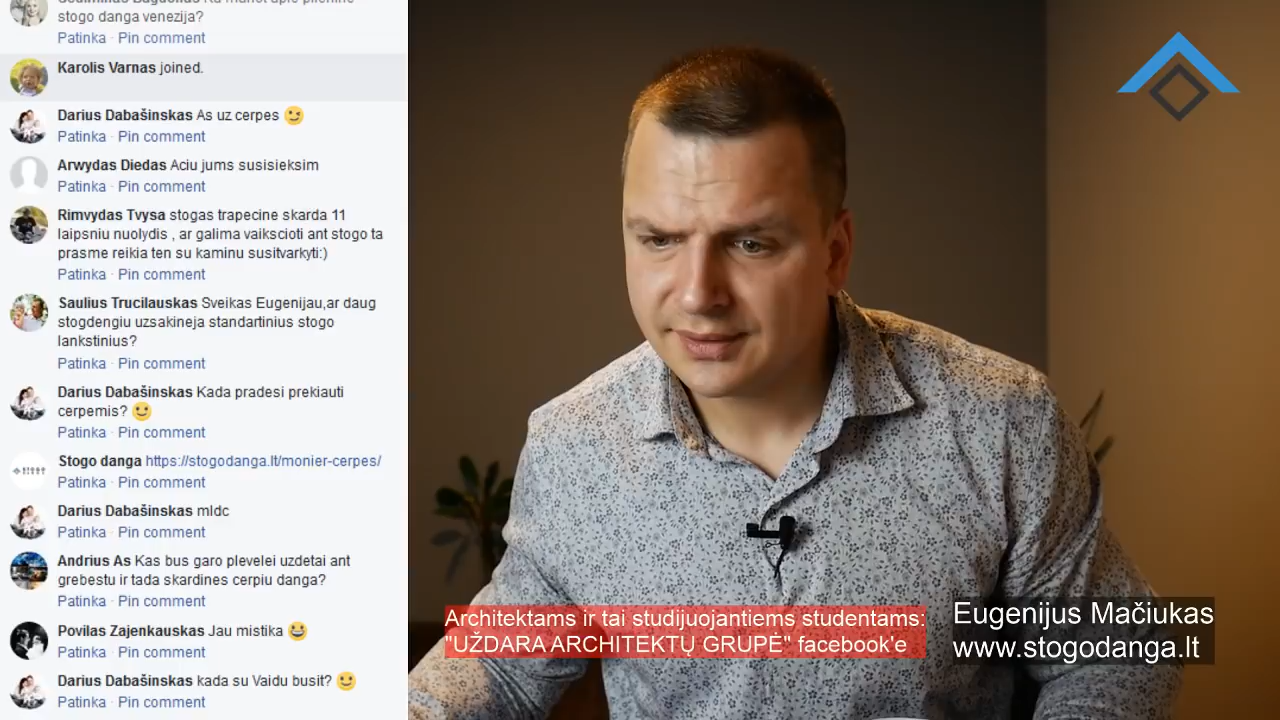 stogo danga venezija?
Patinka · Pin comment
Karolis Varnas joined.
Darius Dabašinskas As uz cerpes
Patinka · Pin comment
Arwydas Diedas Aciu jums susisieksim
Patinka · Pin comment
Rimvydas Tvysa stogas trapecine skarda 11
laipsniu nuolydis , ar galima vaikscioti ant stogo ta
prasme reikia ten su kaminu susitvarkyti:)
Patinka · Pin comment
Saulius Trucilauskas Sveikas Eugenijau,ar daug
stogdengiu uzsakineja standartinius stogo
lankstinius?
Patinka · Pin comment
Darius Dabašinskas Kada pradesi prekiauti
cerpemis?
Patinka · Pin comment
Stogo danga https://stogodanga.lt/monier-cerpes/
Patinka · Pin comment
Darius Dabašinskas mldc
Patinka · Pin comment
Andrius As Kas bus garo plevelei uzdetai ant
grebestu ir tada skardines cerpiu danga?
Patinka · Pin comment
Povilas Zajenkauskas Jau mistika
Patinka · Pin comment
Darius Dabašinskas kada su Vaidu busit?
Patinka · Pin comment
Architektams ir tai studijuojantiems studentams:
"UŽDARA ARCHITEKTŲ GRUPĖ" facebook'e
Eugenijus Mačiukas
www.stogodanga.lt